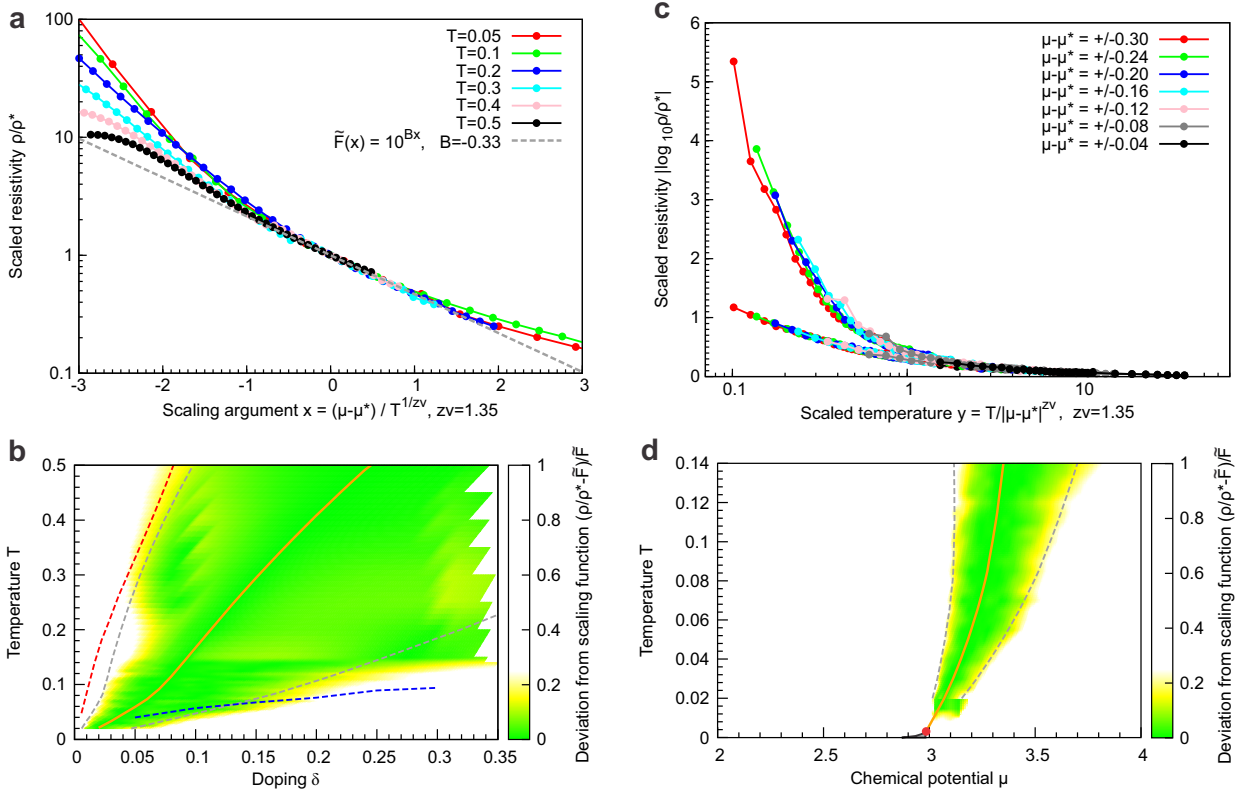 a
100
10
1
0.1
Scaled resistivity ρ/ρ*
T=0.05
T=0.1
T=0.2
T=0.3
T=0.4
T=0.5
F̃(x) = 10^Bx, B=-0.33
-3 -2 -1 0 1 2 3
Scaling argument x = (μ-μ*) / T^1/zν, zν=1.35
c
6
5
4
3
2
1
0
Scaled resistivity |log 10ρ/ρ*|
μ-μ* = +/-0.30
μ-μ* = +/-0.24
μ-μ* = +/-0.20
μ-μ* = +/-0.16
μ-μ* = +/-0.12
μ-μ* = +/-0.08
μ-μ* = +/-0.04
0.1 1 10
Scaled temperature y = T/|μ-μ*|^zν, zν=1.35
b
0.5
0.4
0.3
0.2
0.1
0
Temperature T
0 0.05 0.1 0.15 0.2 0.25 0.3 0.35
Doping δ
1
0.8
0.6
0.4
0.2
0
Deviation from scaling function (ρ/ρ*-F̃)/F̃
d
0.14
0.12
0.1
0.08
0.06
0.04
0.02
0
Temperature T
2 2.5 3 3.5 4
Chemical potential μ
1
0.8
0.6
0.4
0.2
0
Deviation from scaling function (ρ/ρ*-F̃)/F̃